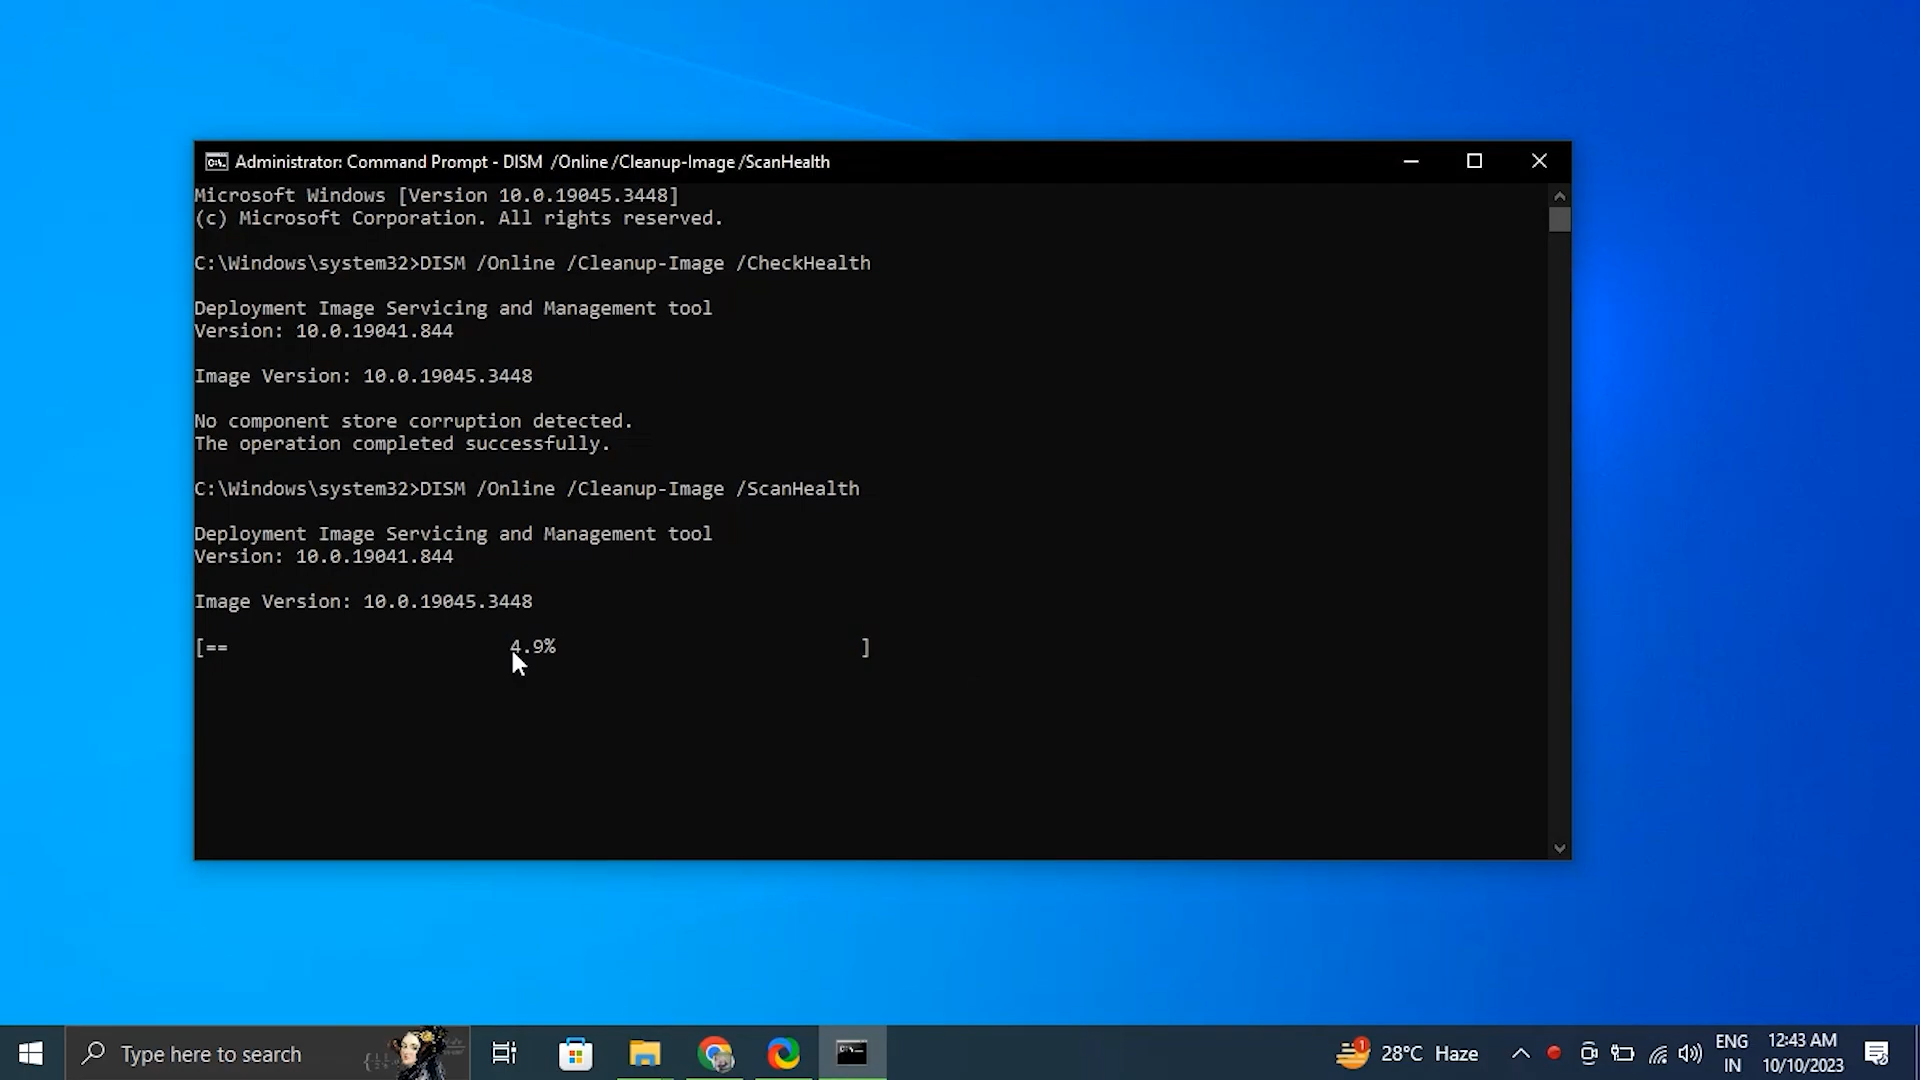 Administrator: Command Prompt - DISM /Online /Cleanup-Image /ScanHealth
Microsoft Windows [Version 10.0.19045.3448]
(c) Microsoft Corporation. All rights reserved.
C:\Windows\system32>DISM /Online /Cleanup-Image /CheckHealth
Deployment Image Servicing and Management tool
Version: 10.0.19041.844
Image Version: 10.0.19045.3448
No component store corruption detected.
The operation completed successfully.
C:\Windows\system32>DISM /Online /Cleanup-Image /ScanHealth
Deployment Image Servicing and Management tool
Version: 10.0.19041.844
Image Version: 10.0.19045.3448
[== 4.9% ]
Type here to search
1
28°C Haze
ENG
IN
12:43 AM
10/10/2023